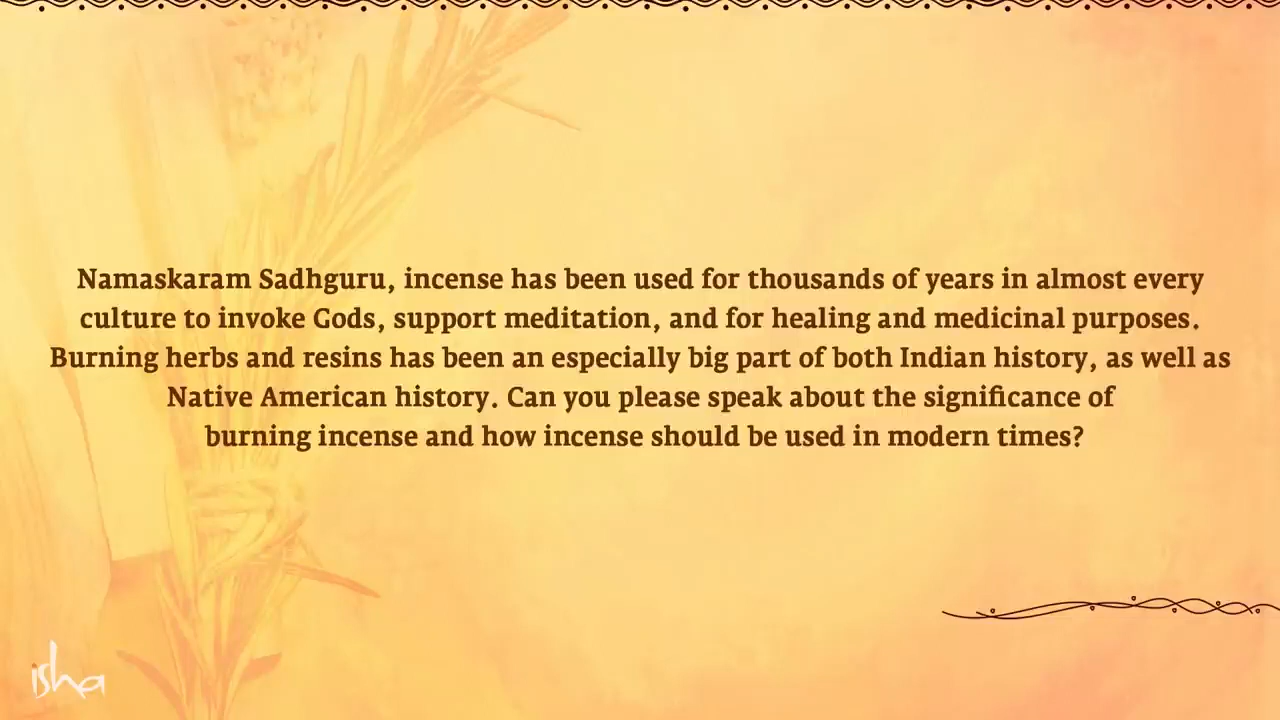 Namaskaram Sadhguru, incense has been used for thousands of years in almost every
culture to invoke Gods, support meditation, and for healing and medicinal purposes.
Burning herbs and resins has been an especially big part of both Indian history, as well as
Native American history. Can you please speak about the significance of
burning incense and how incense should be used in modern times?
isha